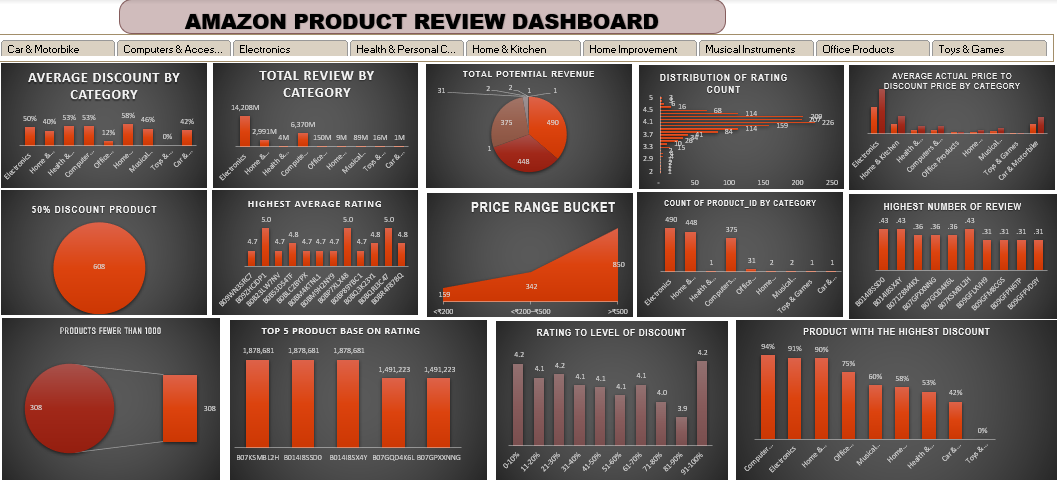 AMAZON PRODUCT REVIEW DASHBOARD
Car & Motorbike
Computers & Acces...
Electronics
Health & Personal C...
Home & Kitchen
Home Improvement
Musical Instruments
Office Products
Toys & Games
AVERAGE DISCOUNT BY
CATEGORY
50% 40% 53% 53% 12% 58% 46% 0% 42%
Electronics Home &... Health &... Computer... Office... Home... Musical... Toys &... Car &...
TOTAL REVIEW BY
CATEGORY
14,208M 2,991M 4M 6,370M 150M 9M 89M 16M 1M
Electronics Home &... Health &... Compute... Office... Home... Musical... Toys &... Car &...
TOTAL POTENTIAL REVENUE
31 2 2 1 1
375 490
1
448
DISTRIBUTION OF RATING
COUNT
5
4.5 16
68
4.1 114
226
3.7 114 159
84
3.3
2.9
2
- 50 100 150 200 250
AVERAGE ACTUAL PRICE TO
DISCOUNT PRICE BY CATEGORY
Electronics Home & Kitchen Health &... Computers &... Office Products Home... Musical... Toys & Games Car & Motorbike
50% DISCOUNT PRODUCT
608
HIGHEST AVERAGE RATING
4.7 5.0 4.7 4.8 4.7 4.7 4.7 5.0 4.7 4.8 5.0 4.8
PRICE RANGE BUCKET
159 342 850
<₹200 <₹200–₹500 >₹500
COUNT OF PRODUCT_ID BY CATEGORY
490 448 1 375 31 2 2 1 1
Electronics Home &... Health &... Computers... Office... Home... Musical... Toys & Games Car &...
HIGHEST NUMBER OF REVIEW
.43 .43 .36 .36 .36 .43 .31 .31 .31 .31
PRODUCTS FEWER THAN 1000
308
308
TOP 5 PRODUCT BASE ON RATING
1,878,681 1,878,681 1,878,681 1,491,223 1,491,223
B07KSMBL2H B014I8SSD0 B014I8SX4Y B07GQD4K6L B07GPXXNNG
RATING TO LEVEL OF DISCOUNT
4.2 4.1 4.2 4.1 4.1 4.1 4.1 4.0 3.9 4.2
0-10% 11-20% 21-30% 31-40% 41-50% 51-60% 61-70% 71-80% 81-90% 91-100%
PRODUCT WITH THE HIGHEST DISCOUNT
94% 91% 90% 75% 60% 58% 53% 42% 0%
Computer... Electronics Home &... Office... Musical... Home... Health &... Car &... Toys &...